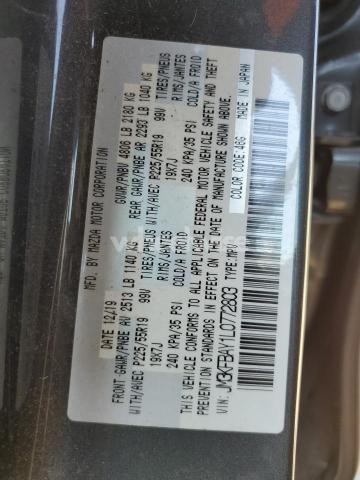 MFD. BY MAZDA MOTOR CORPORATION
DATE: 12/19 GVWR/PNBV 4806 LB 2180 KG
FRONT-GAWR/PNBE AV 2513 LB 1140 KG REAR GAWR/PNBE AR 2293 LB 1040 KG
WITH/AVEC P225/55R19 99V TIRES/PNEUS WITH/AVEC P225/55R19 99V TIRES/PNEUS
19X7J RIMS/JANTES 19X7J RIMS/JANTES
240 KPA/35 PSI COLD/A FROID 240 KPA/35 PSI COLD/A FROID
THIS VEHICLE CONFORMS TO ALL APPLICABLE FEDERAL MOTOR VEHICLE SAFETY AND THEFT
PREVENTION STANDARDS IN EFFECT ON THE DATE OF MANUFACTURE SHOWN ABOVE.
VIN: JM3KFBAY1L0772803 MPV COLOR CODE:46G
MADE IN JAPAN